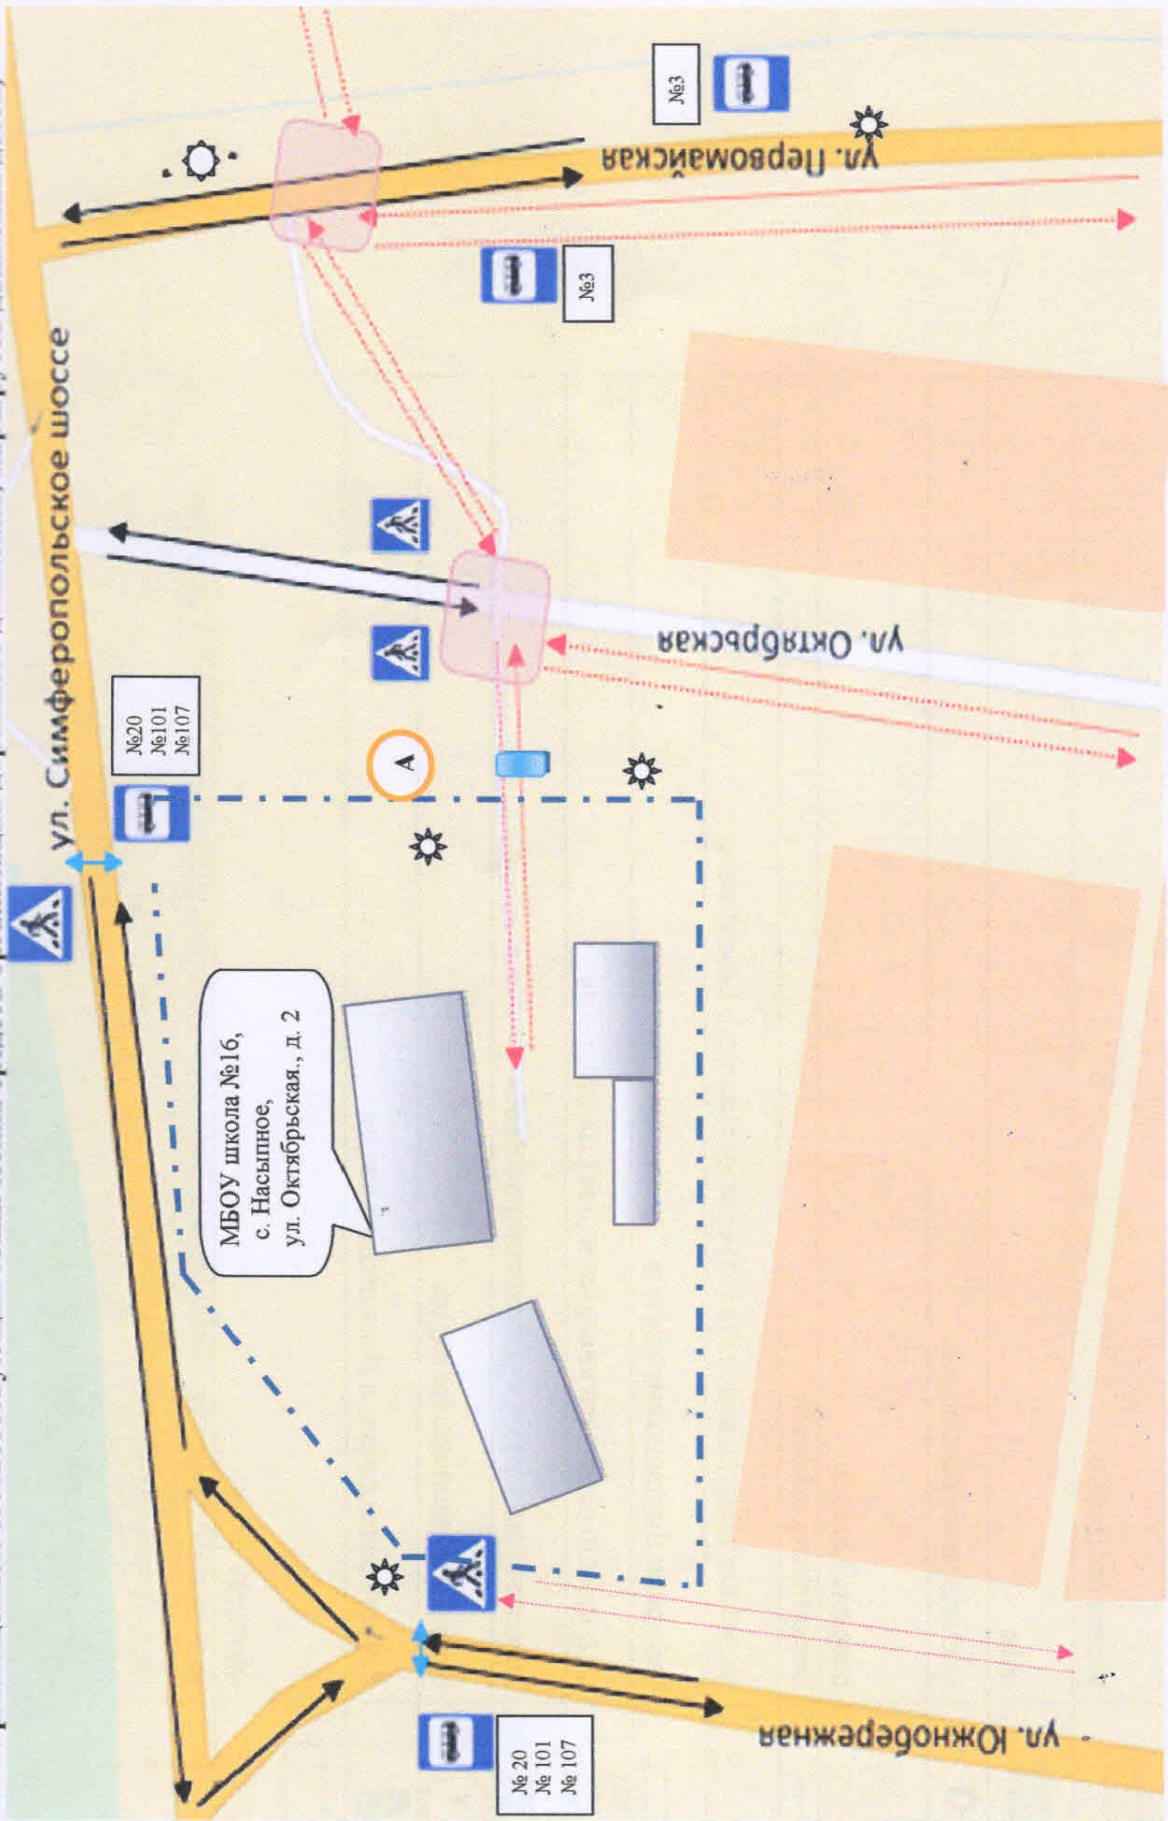 ул. Симферопольское шоссе
№20
№101
№107
МБОУ школа №16,
с. Насыпное,
ул. Октябрьская., д. 2
А
№3
№3
ул. Первомайская
ул. Октябрьская
№ 20
№ 101
№ 107
ул. Южнобережная